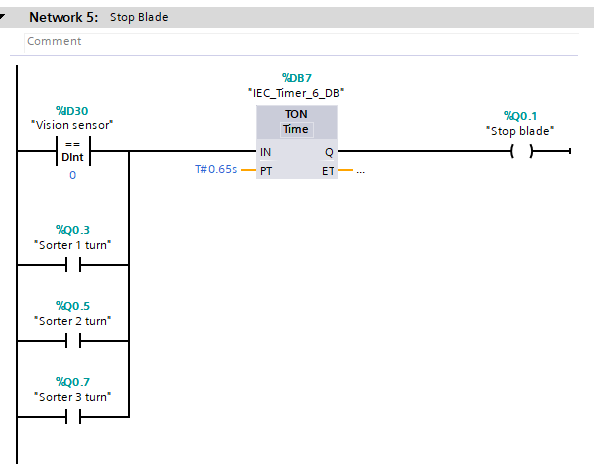 Network 5: Stop Blade
Comment
%DB7
"IEC_Timer_6_DB"
%ID30
"Vision sensor"
TON
Time
%Q0.1
"Stop blade"
==
DInt
0
IN
Q
T#0.65s
PT
ET
...
%Q0.3
"Sorter 1 turn"
%Q0.5
"Sorter 2 turn"
%Q0.7
"Sorter 3 turn"